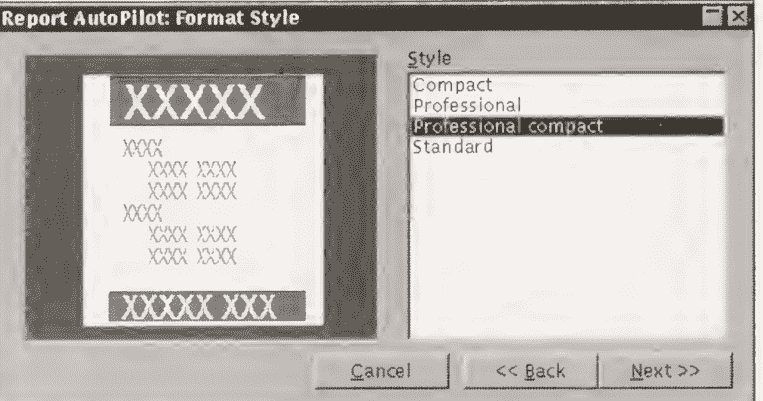 Report AutoPilot: Format Style
XXXXX
XXXX
XXXX XXXX
XXXX XXXX
XXXX
XXXX XXXX
XXXX XXXX
XXXXX XXX
Style
Compact
Professional
Professional compact
Standard
Cancel
<< Back
Next >>